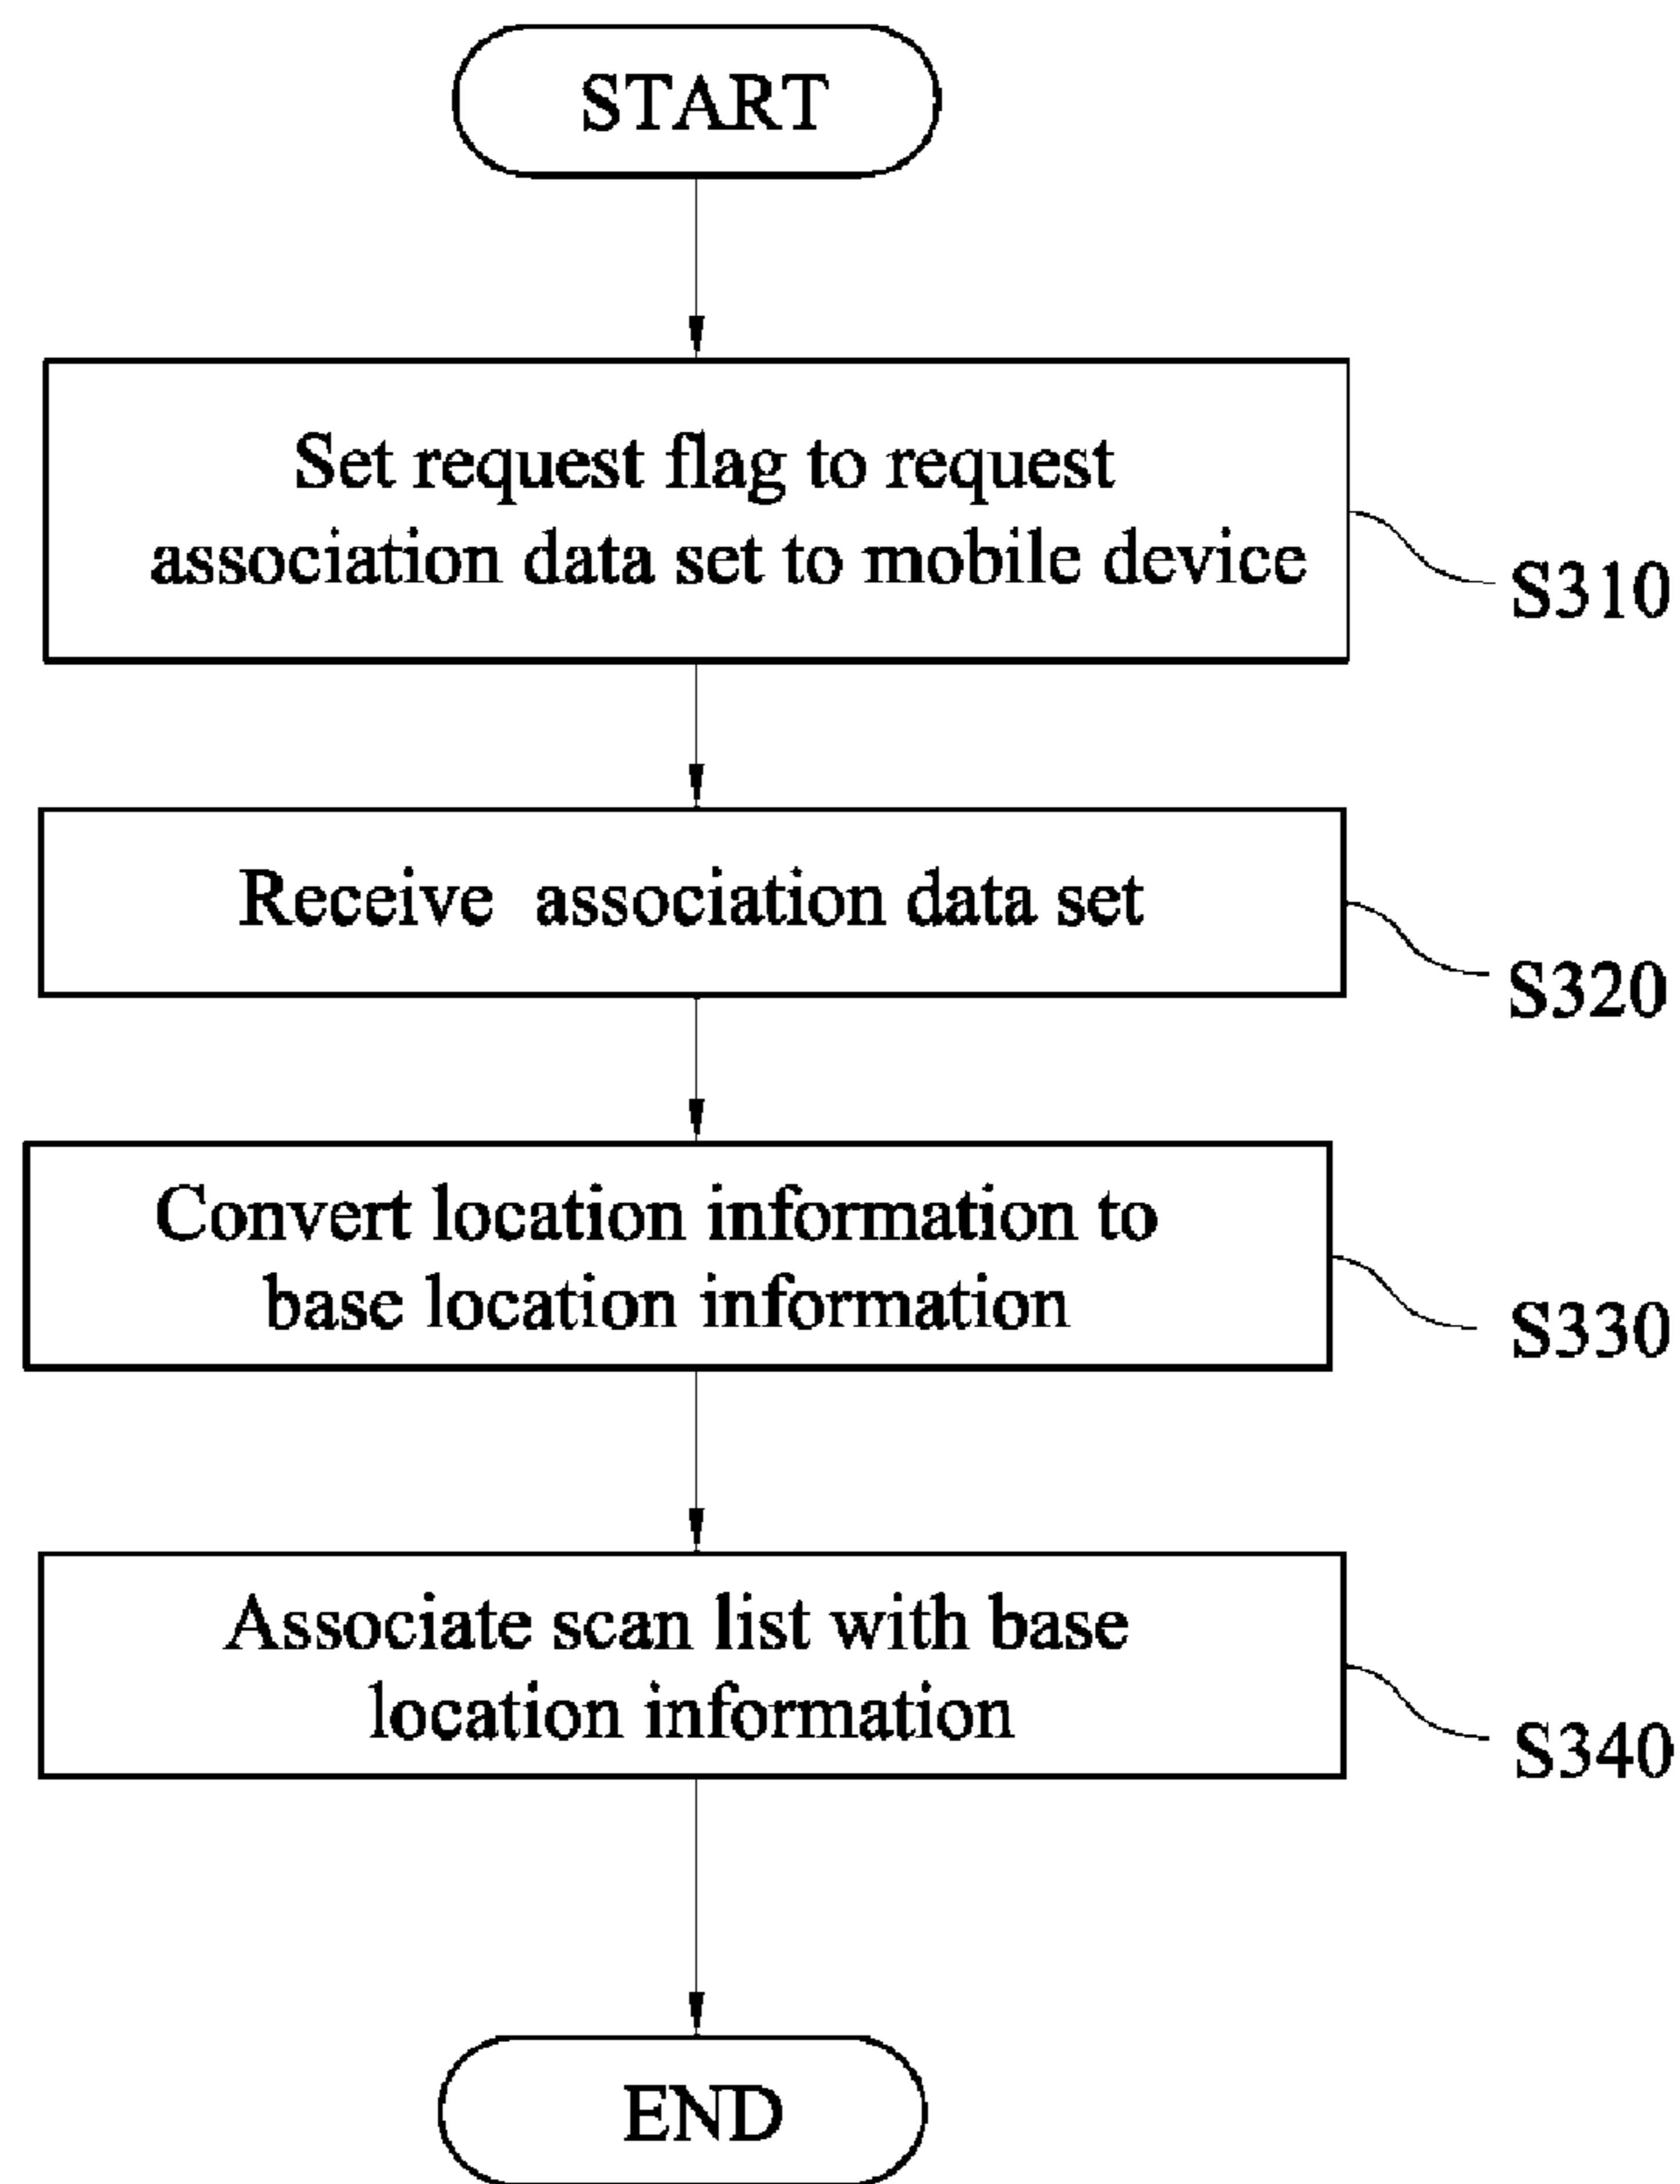 START
Set request flag to request
association data set to mobile device
S310
Receive association data set
S320
Convert location information to
base location information
S330
Associate scan list with base
location information
S340
END